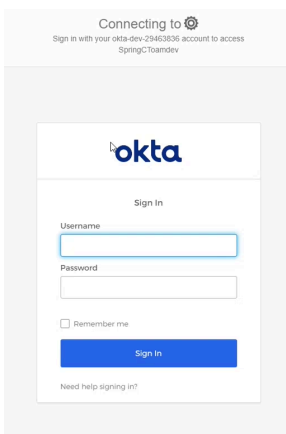 Connecting to
Sign in with your okta-dev-29463836 account to access
SpringCToamdev
okta
Sign In
Username
Password
Remember me
Sign In
Need help signing in?